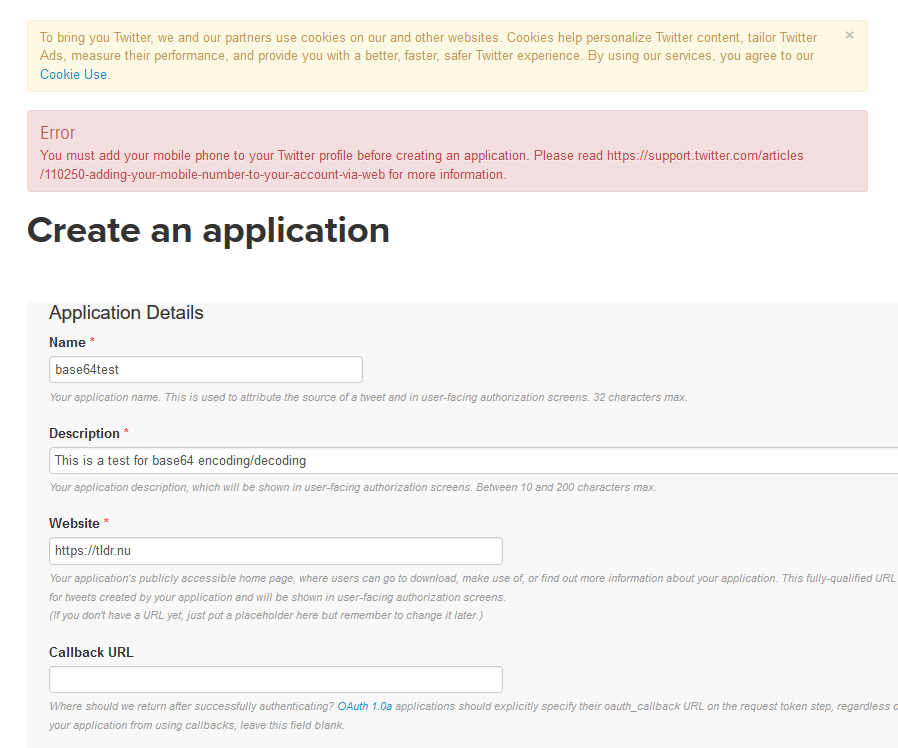 To bring you Twitter, we and our partners use cookies on our and other websites. Cookies help personalize Twitter content, tailor Twitter
Ads, measure their performance, and provide you with a better, faster, safer Twitter experience. By using our services, you agree to our
Cookie Use.
×
Error
You must add your mobile phone to your Twitter profile before creating an application. Please read https://support.twitter.com/articles
/110250-adding-your-mobile-number-to-your-account-via-web for more information.
Create an application
Application Details
Name *
base64test
Your application name. This is used to attribute the source of a tweet and in user-facing authorization screens. 32 characters max.
Description *
This is a test for base64 encoding/decoding
Your application description, which will be shown in user-facing authorization screens. Between 10 and 200 characters max.
Website *
https://tldr.nu
Your application's publicly accessible home page, where users can go to download, make use of, or find out more information about your application. This fully-qualified URL
for tweets created by your application and will be shown in user-facing authorization screens.
(If you don't have a URL yet, just put a placeholder here but remember to change it later.)
Callback URL
Where should we return after successfully authenticating? OAuth 1.0a applications should explicitly specify their oauth_callback URL on the request token step, regardless
your application from using callbacks, leave this field blank.